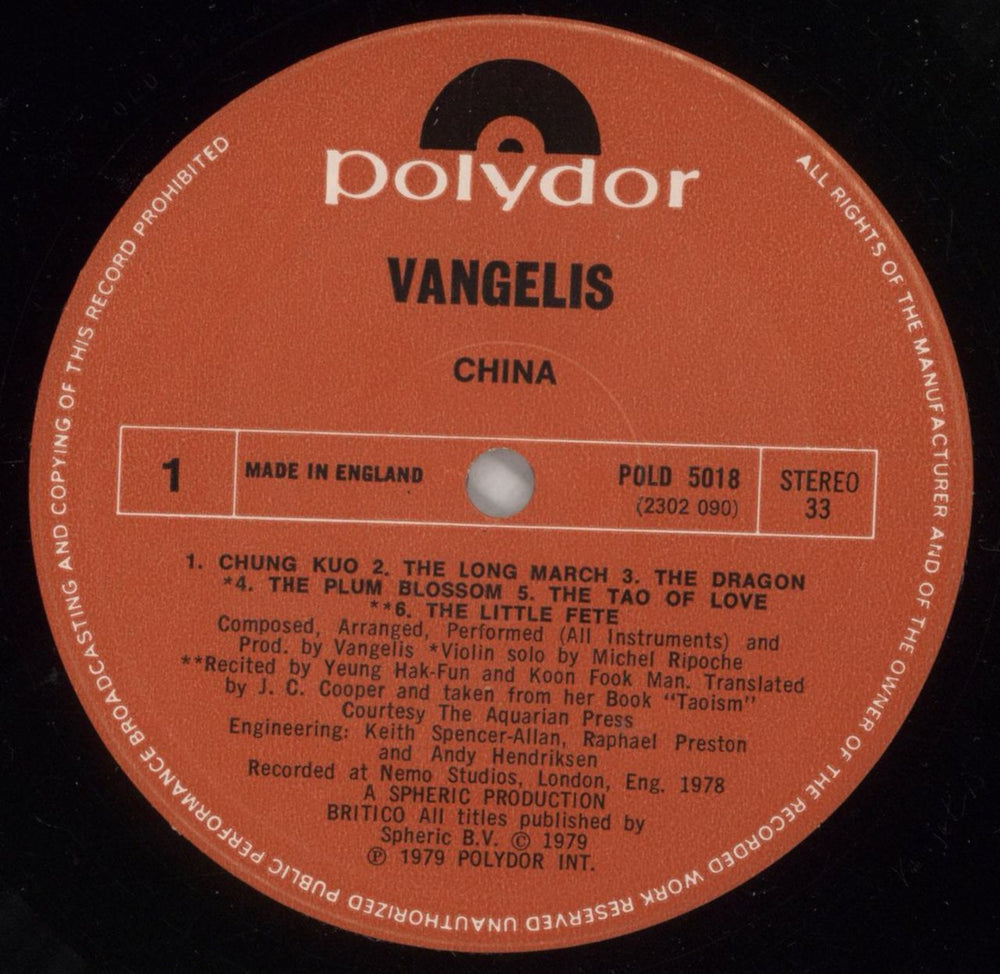 polydor
VANGELIS
CHINA
1
MADE IN ENGLAND
POLD 5018
(2302 090)
STEREO
33
1. CHUNG KUO 2. THE LONG MARCH 3. THE DRAGON
*4. THE PLUM BLOSSOM 5. THE TAO OF LOVE
**6. THE LITTLE FETE
Composed, Arranged, Performed (All Instruments) and
Prod. by Vangelis *Violin solo by Michel Ripoche
**Recited by Yeung Hak-Fun and Koon Fook Man. Translated
by J. C. Cooper and taken from her Book "Taoism"
Courtesy The Aquarian Press
Engineering: Keith Spencer-Allan, Raphael Preston
and Andy Hendriksen
Recorded at Nemo Studios, London, Eng. 1978
A SPHERIC PRODUCTION
BRITICO All titles published by
Spheric B.V. © 1979
℗ 1979 POLYDOR INT.
ALL RIGHTS OF THE MANUFACTURER AND OF THE OWNER OF THE RECORDED WORK RESERVED UNAUTHORIZED PUBLIC PERFORMANCE BROADCASTING AND COPYING OF THIS RECORD PROHIBITED